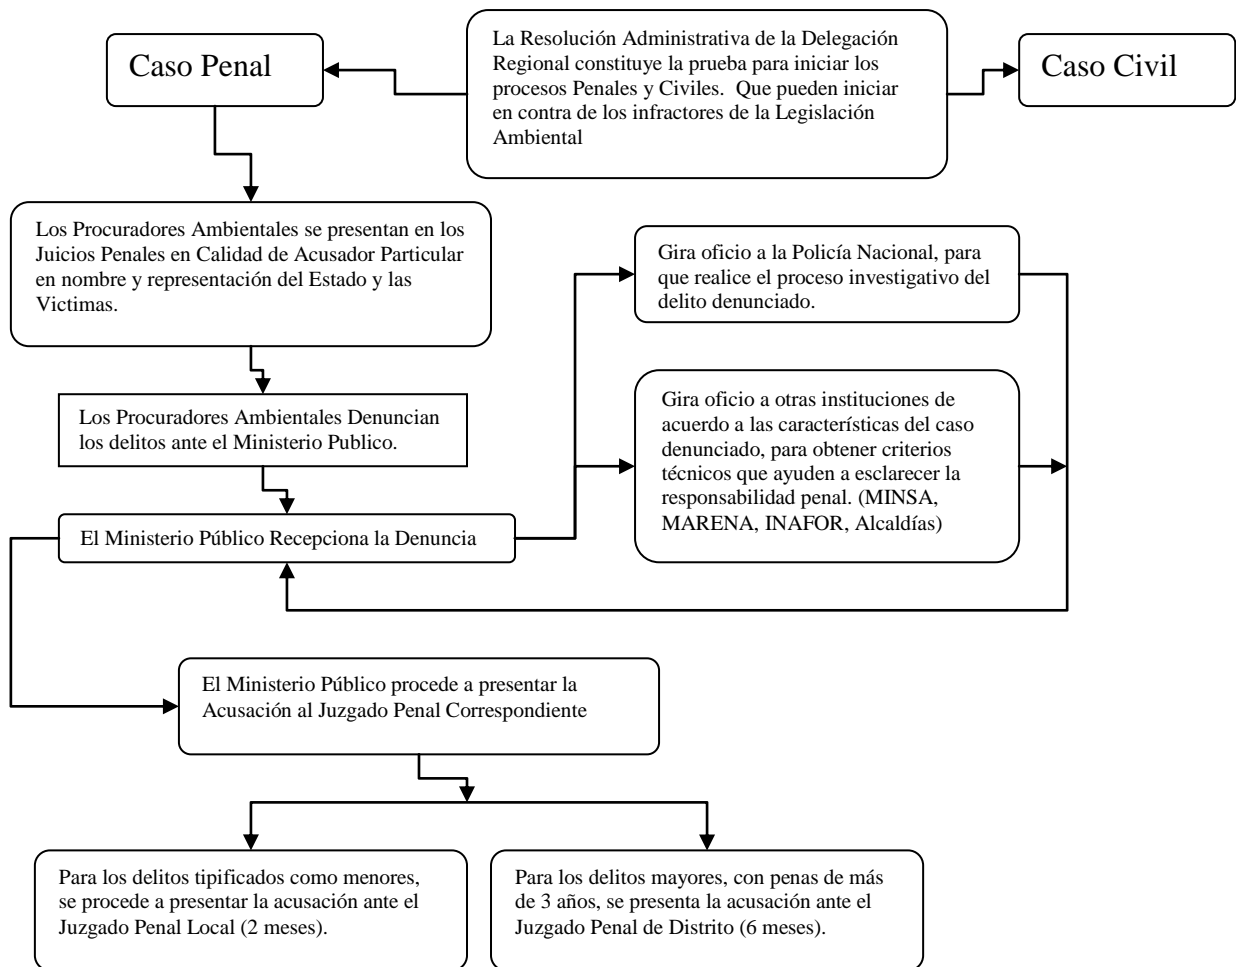 Caso Penal
La Resolución Administrativa de la Delegación
Regional constituye la prueba para iniciar los
procesos Penales y Civiles.  Que pueden iniciar
en contra de los infractores de la Legislación
Ambiental
Caso Civil
Los Procuradores Ambientales se presentan en los
Juicios Penales en Calidad de Acusador Particular
en nombre y representación del Estado y las
Victimas.
Gira oficio a la Policía Nacional, para
que realice el proceso investigativo del
delito denunciado.
Los Procuradores Ambientales Denuncian
los delitos ante el Ministerio Publico.
Gira oficio a otras instituciones de
acuerdo a las características del caso
denunciado, para obtener criterios
técnicos que ayuden a esclarecer la
responsabilidad penal. (MINSA,
MARENA, INAFOR, Alcaldías)
El Ministerio Público Recepciona la Denuncia
El Ministerio Público procede a presentar la
Acusación al Juzgado Penal Correspondiente
Para los delitos tipificados como menores,
se procede a presentar la acusación ante el
Juzgado Penal Local (2 meses).
Para los delitos mayores, con penas de más
de 3 años, se presenta la acusación ante el
Juzgado Penal de Distrito (6 meses).